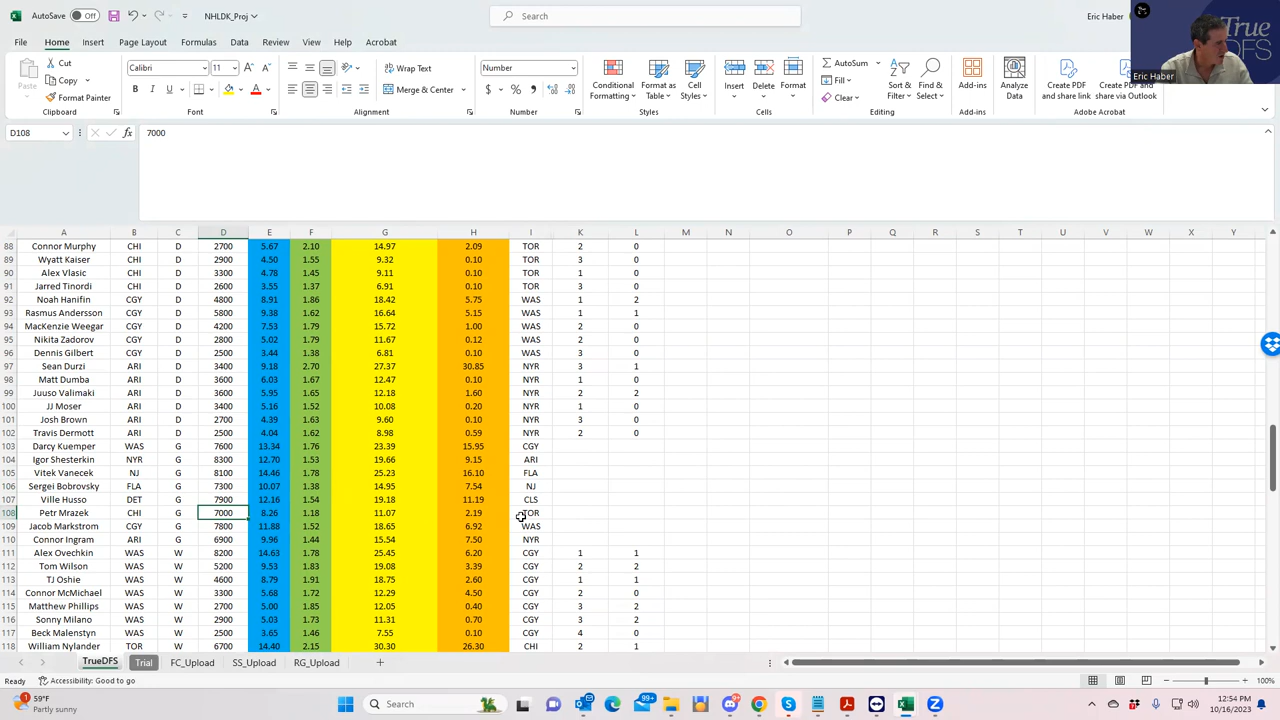 AutoSave Off NHLDK_Proj Search Eric Haber
True
DFS
Eric Haber
File Home Insert Page Layout Formulas Data Review View Help Acrobat
Paste Cut Copy Format Painter Clipboard
Calibri 11 Font
Wrap Text Merge & Center Alignment
Number Number
Conditional Formatting Format as Table Cell Styles Styles
Insert Delete Format Cells
AutoSum Fill Clear Sort & Filter Find & Select Editing
Add-ins Add-ins
Analyze Data
Create PDF and share link Create PDF and share via Outlook Adobe Acrobat
D108 fx 7000
A B C D E F G H I K L M N O P Q R S T U V W X Y
88 Connor Murphy CHI D 2700 5.67 2.10 14.97 2.09 TOR 2 0
89 Wyatt Kaiser CHI D 2900 4.50 1.55 9.32 0.10 TOR 3 0
90 Alex Vlasic CHI D 3300 4.78 1.45 9.11 0.10 TOR 1 0
91 Jarred Tinordi CHI D 2600 3.55 1.37 6.91 0.10 TOR 3 0
92 Noah Hanifin CGY D 4800 8.91 1.86 18.42 5.75 WAS 1 2
93 Rasmus Andersson CGY D 5800 9.38 1.62 16.64 5.15 WAS 1 1
94 MacKenzie Weegar CGY D 4200 7.53 1.79 15.72 1.00 WAS 2 0
95 Nikita Zadorov CGY D 2800 5.02 1.79 11.67 0.12 WAS 2 0
96 Dennis Gilbert CGY D 2500 3.44 1.38 6.81 0.10 WAS 3 0
97 Sean Durzi ARI D 3400 9.18 2.70 27.37 30.85 NYR 3 1
98 Matt Dumba ARI D 3600 6.03 1.67 12.47 0.10 NYR 1 0
99 Juuso Valimaki ARI D 3600 5.95 1.65 12.18 1.60 NYR 2 2
100 JJ Moser ARI D 3400 5.16 1.52 10.08 0.20 NYR 1 0
101 Josh Brown ARI D 2700 4.39 1.63 9.60 0.10 NYR 3 0
102 Travis Dermott ARI D 2500 4.04 1.62 8.98 0.59 NYR 2 0
103 Darcy Kuemper WAS G 7600 13.34 1.76 23.39 15.95 CGY
104 Igor Shesterkin NYR G 8300 12.70 1.53 19.66 9.15 ARI
105 Vitek Vanecek NJ G 8100 14.46 1.78 25.23 16.10 FLA
106 Sergei Bobrovsky FLA G 7300 10.07 1.38 14.95 7.54 NJ
107 Ville Husso DET G 7900 12.16 1.54 19.18 11.19 CLS
108 Petr Mrazek CHI G 7000 8.26 1.18 11.07 2.19 TOR
109 Jacob Markstrom CGY G 7800 11.88 1.52 18.65 6.92 WAS
110 Connor Ingram ARI G 6900 9.96 1.44 15.54 7.50 NYR
111 Alex Ovechkin WAS W 8200 14.63 1.78 25.45 6.20 CGY 1 1
112 Tom Wilson WAS W 5200 9.53 1.83 19.08 3.39 CGY 2 2
113 TJ Oshie WAS W 4600 8.79 1.91 18.75 2.60 CGY 1 1
114 Connor McMichael WAS W 3300 5.68 1.72 12.29 4.50 CGY 2 0
115 Matthew Phillips WAS W 2700 5.00 1.85 12.05 0.40 CGY 3 2
116 Sonny Milano WAS W 2900 5.03 1.73 11.31 0.70 CGY 3 2
117 Beck Malenstyn WAS W 2500 3.65 1.46 7.55 0.10 CGY 4 0
118 William Nylander TOR W 6700 14.40 2.15 30.30 26.30 CHI 2 1
TrueDFS Trial FC_Upload SS_Upload RG_Upload
Ready Accessibility: Good to go 100%
59°F
Partly sunny
Search
99+
12:54 PM
10/16/2023